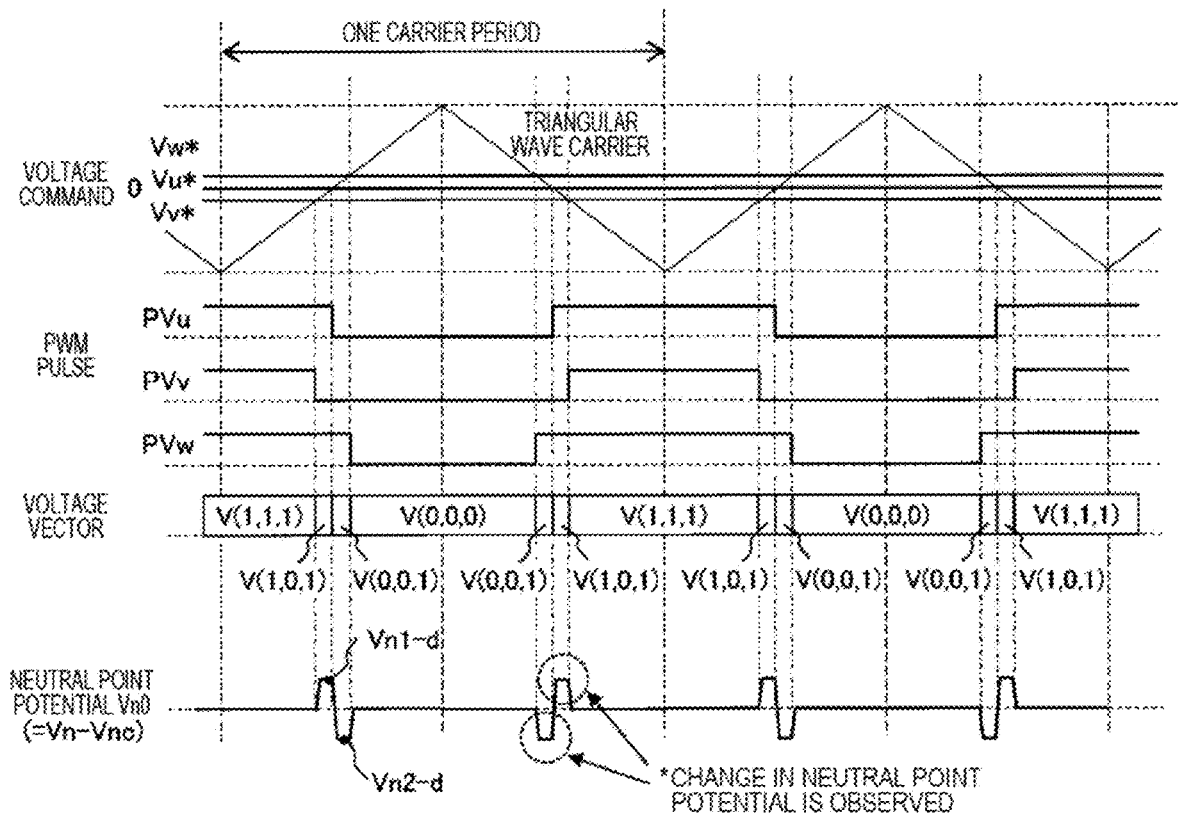 ONE CARRIER PERIOD
TRIANGULAR
WAVE CARRIER
VOLTAGE
COMMAND
Vw*
0 Vu*
Vv*
PWM
PULSE
PVu
PVv
PVw
VOLTAGE
VECTOR
V(1,1,1)
V(0,0,0)
V(1,1,1)
V(0,0,0)
V(1,1,1)
V(1,0,1)
V(0,0,1)
V(0,0,1)
V(1,0,1)
V(1,0,1)
V(0,0,1)
V(0,0,1)
V(1,0,1)
Vn1-d
NEUTRAL POINT
POTENTIAL Vn0
(=Vn-Vnc)
Vn2-d
*CHANGE IN NEUTRAL POINT
POTENTIAL IS OBSERVED